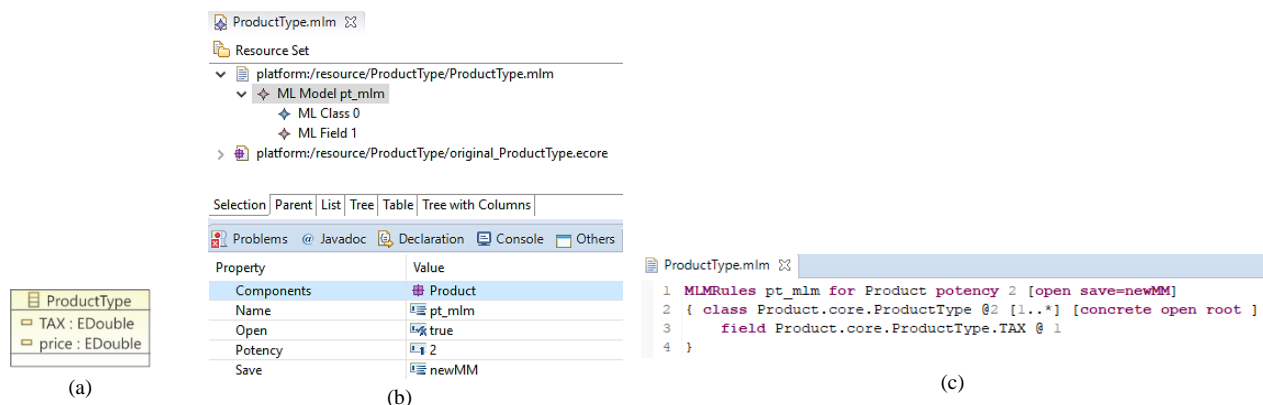 ProductType
TAX : EDouble
price : EDouble
(a)
ProductType.mlm
Resource Set
platform:/resource/ProductType/ProductType.mlm
ML Model pt_mlm
ML Class 0
ML Field 1
platform:/resource/ProductType/original_ProductType.ecore
Selection Parent List Tree Table Tree with Columns
Problems @ Javadoc Declaration Console Others
Property Value
Components Product
Name pt_mlm
Open true
Potency 2
Save newMM
(b)
ProductType.mlm
1 MLMRules pt_mlm for Product potency 2 [open save=newMM]
2 { class Product.core.ProductType @2 [1..*] [concrete open root ]
3 field Product.core.ProductType.TAX @ 1
4 }
(c)